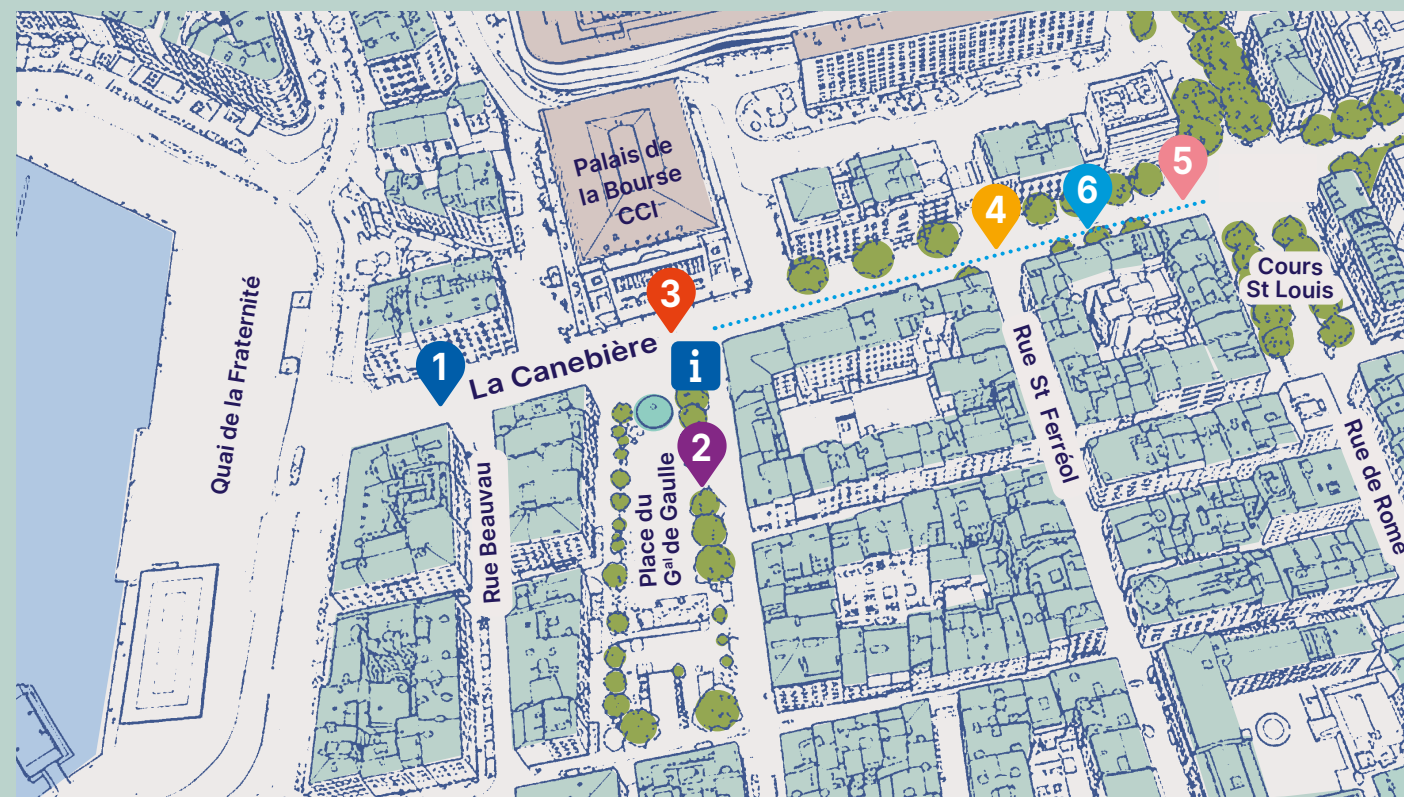 Palais de
la Bourse
CCI
5
6
4
Cours
St Louis
3
Quai de la Fraternité
La Canebière
i
1
Rue St Ferréol
2
Rue de Rome
Rue Beauvau
Place du
Gal de Gaulle